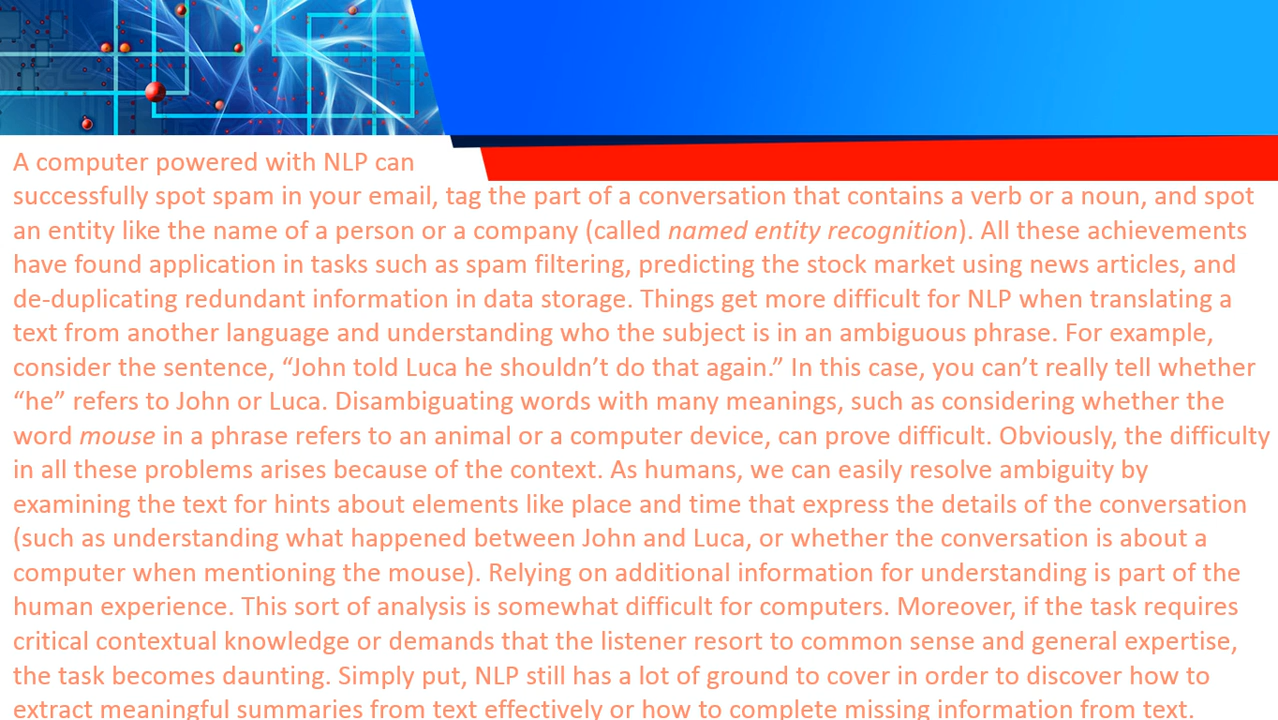 A computer powered with NLP can
successfully spot spam in your email, tag the part of a conversation that contains a verb or a noun, and spot
an entity like the name of a person or a company (called named entity recognition). All these achievements
have found application in tasks such as spam filtering, predicting the stock market using news articles, and
de-duplicating redundant information in data storage. Things get more difficult for NLP when translating a
text from another language and understanding who the subject is in an ambiguous phrase. For example,
consider the sentence, “John told Luca he shouldn’t do that again.” In this case, you can’t really tell whether
“he” refers to John or Luca. Disambiguating words with many meanings, such as considering whether the
word mouse in a phrase refers to an animal or a computer device, can prove difficult. Obviously, the difficulty
in all these problems arises because of the context. As humans, we can easily resolve ambiguity by
examining the text for hints about elements like place and time that express the details of the conversation
(such as understanding what happened between John and Luca, or whether the conversation is about a
computer when mentioning the mouse). Relying on additional information for understanding is part of the
human experience. This sort of analysis is somewhat difficult for computers. Moreover, if the task requires
critical contextual knowledge or demands that the listener resort to common sense and general expertise,
the task becomes daunting. Simply put, NLP still has a lot of ground to cover in order to discover how to
extract meaningful summaries from text effectively or how to complete missing information from text.